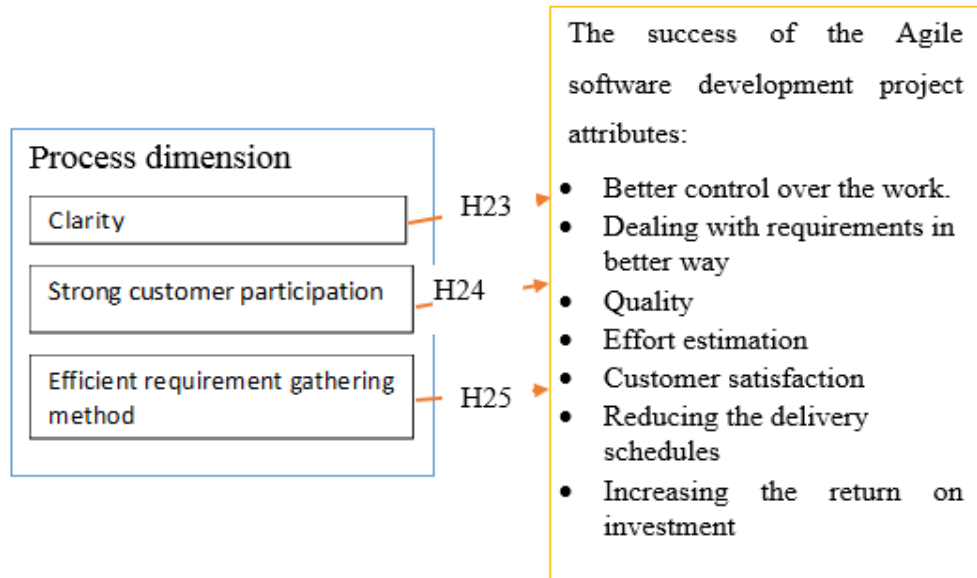 Process dimension
Clarity
Strong customer participation
Efficient requirement gathering
method
H23
H24
H25
The success of the Agile
software development project
attributes:
• Better control over the work.
• Dealing with requirements in
better way
• Quality
• Effort estimation
• Customer satisfaction
• Reducing the delivery
schedules
• Increasing the return on
investment